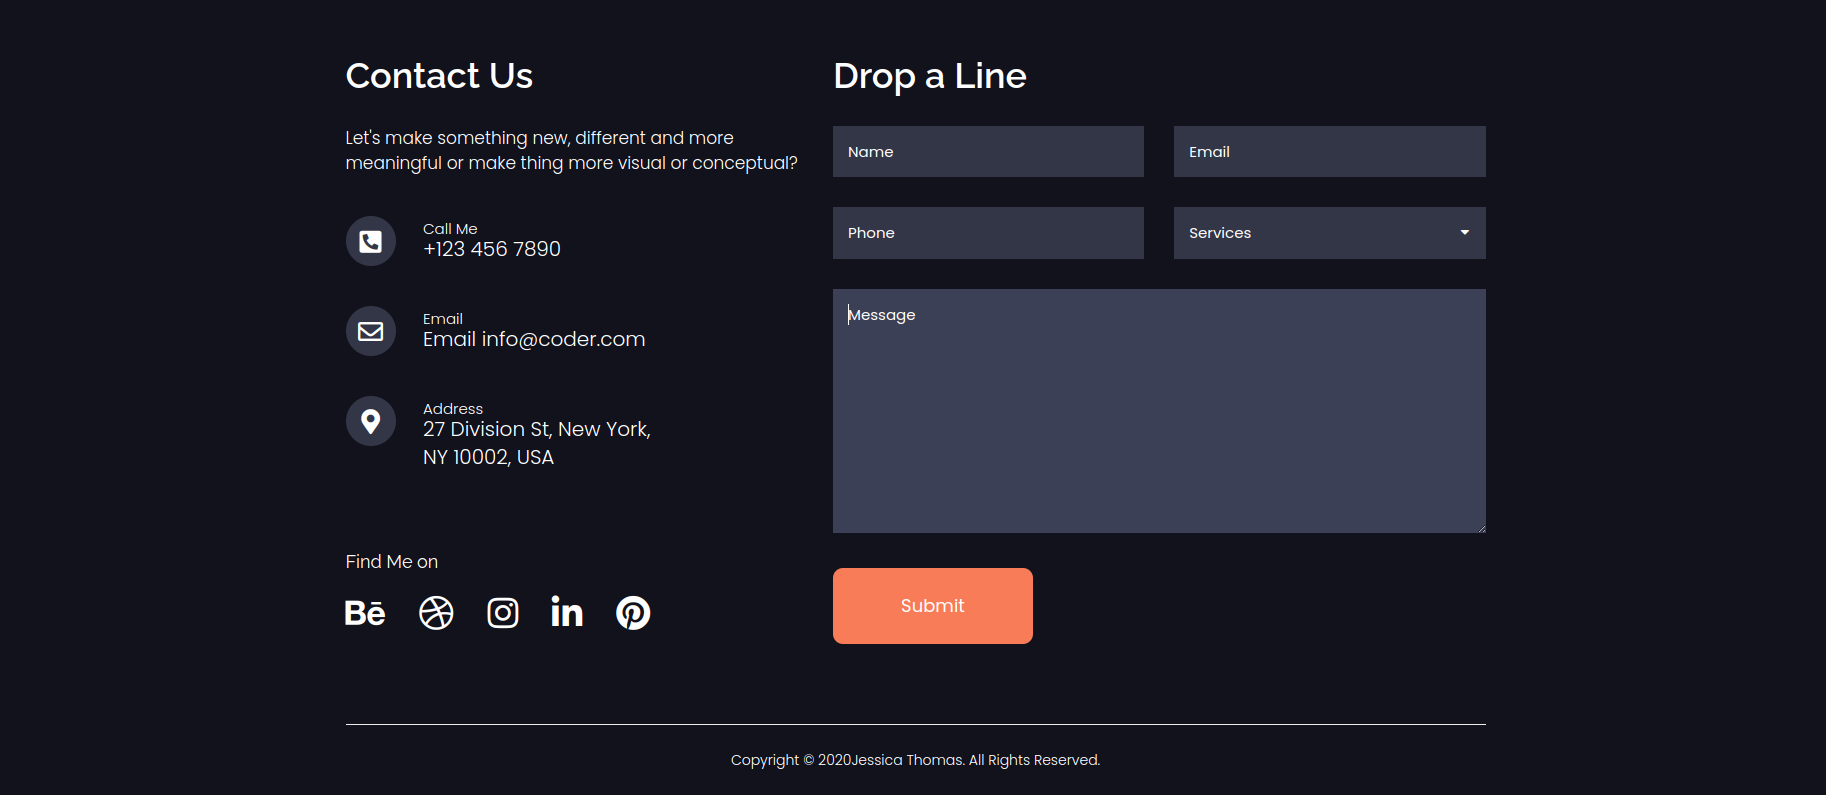 Contact Us
Let's make something new, different and more
meaningful or make thing more visual or conceptual?
Call Me
+123 456 7890
Email
Email info@coder.com
Address
27 Division St, New York,
NY 10002, USA
Find Me on
Bē
in
Drop a Line
Name
Email
Phone
Services
Message
Submit
Copyright © 2020Jessica Thomas. All Rights Reserved.